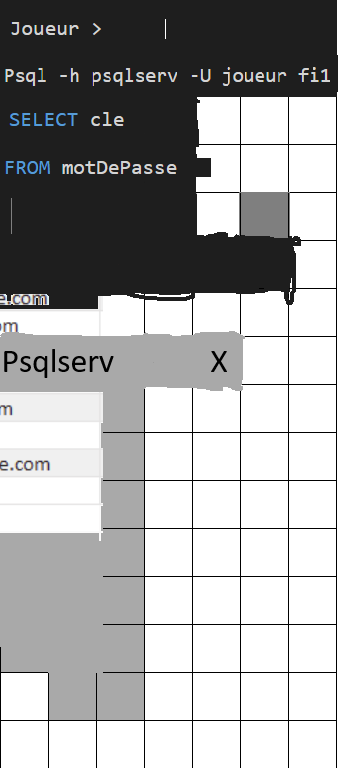 Joueur >
Psql -h psqlserv -U joueur fi1
SELECT cle
FROM motDePasse
e.com
om
Psqlserv X
m
e.com